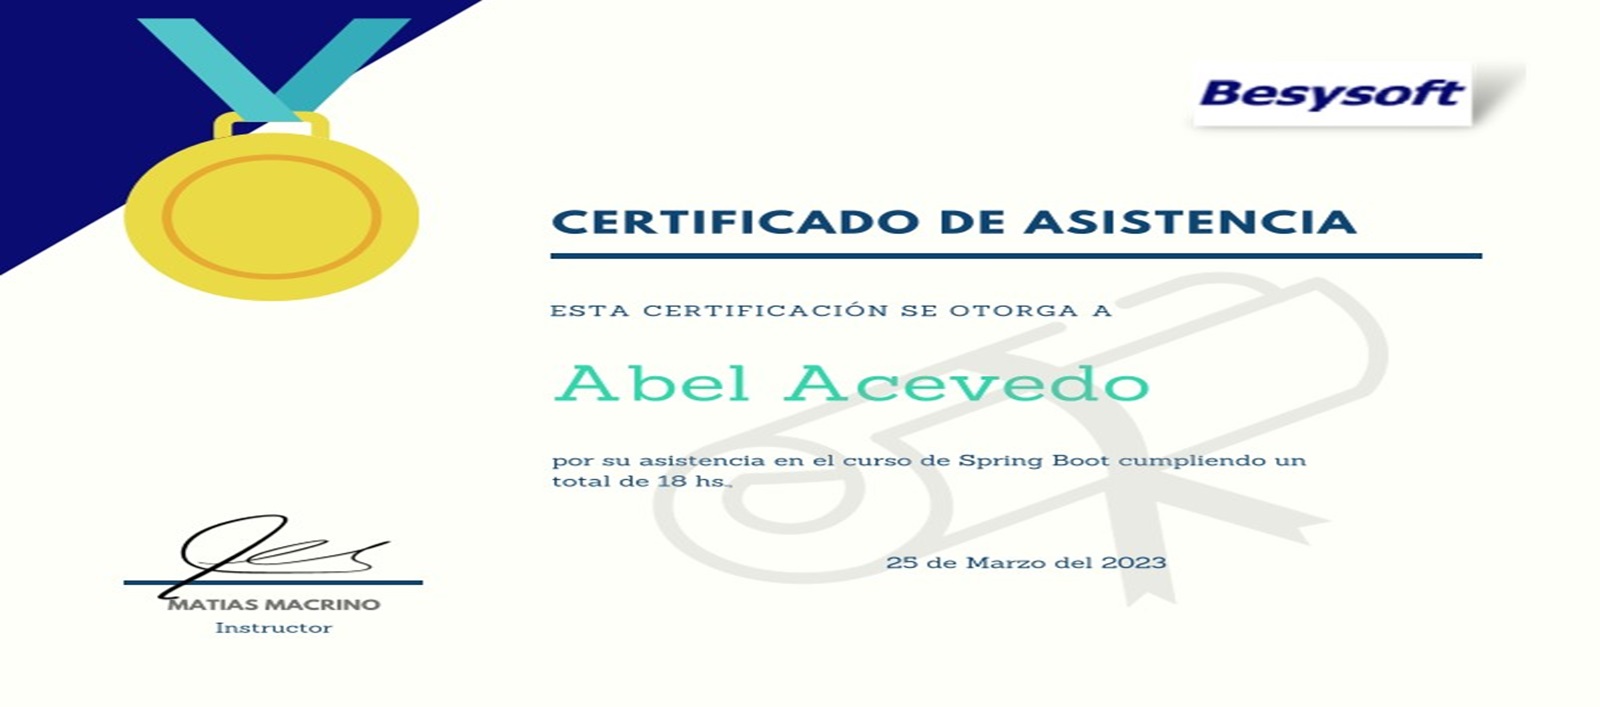 Besysoft
CERTIFICADO DE ASISTENCIA
ESTA CERTIFICACIÓN SE OTORGA A
Abel Acevedo
por su asistencia en el curso de Spring Boot cumpliendo un
total de 18 hs.,
25 de Marzo del 2023
MATIAS MACRINO
Instructor